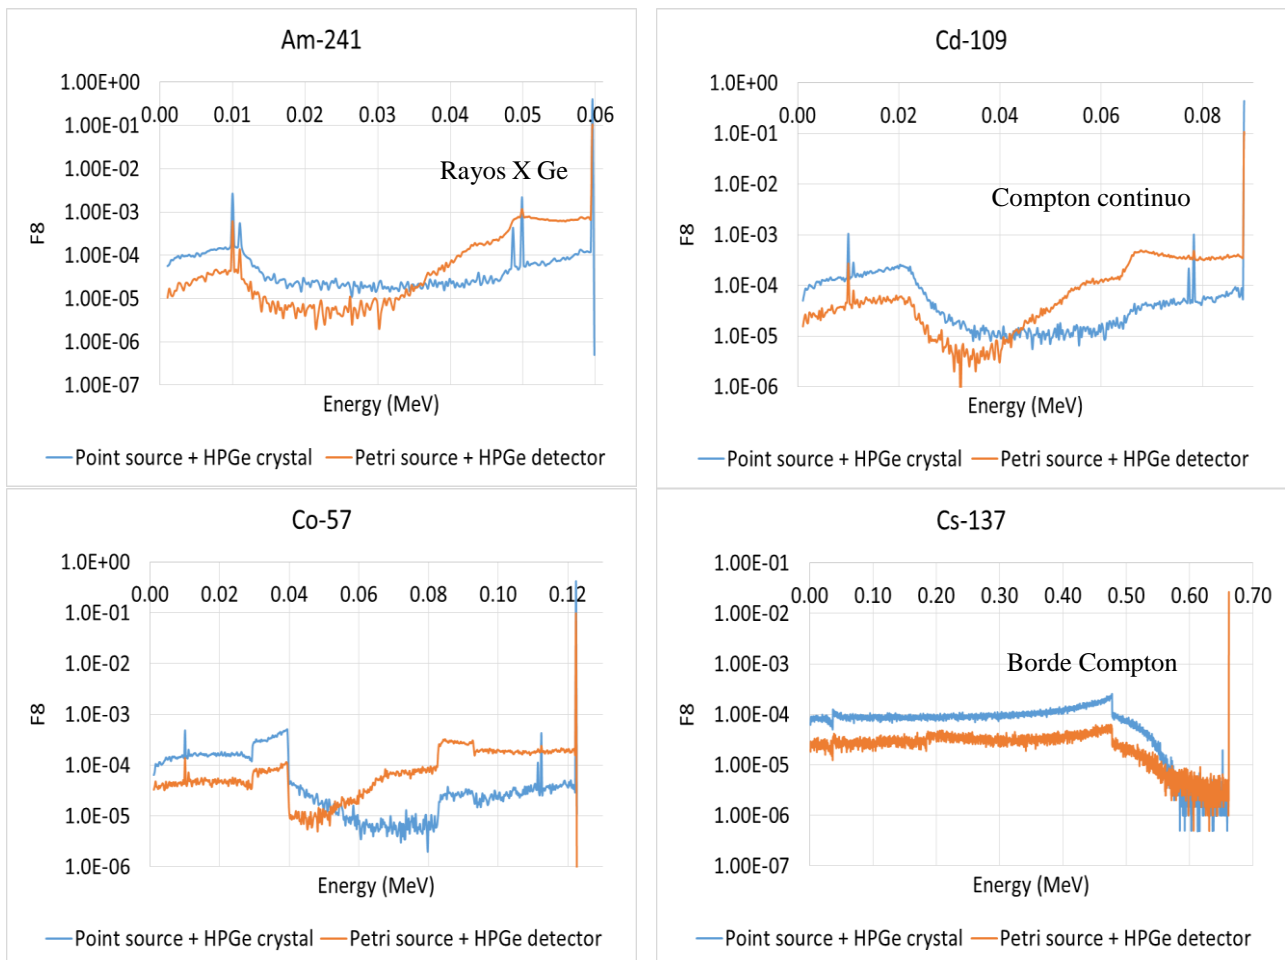 Am-241
1.00E+00
1.00E-01
1.00E-02
1.00E-03
1.00E-04
1.00E-05
1.00E-06
1.00E-07
F8
0.00 0.01 0.02 0.03 0.04 0.05 0.06
Rayos X Ge
Energy (MeV)
Point source + HPGe crystal Petri source + HPGe detector
Cd-109
1.0E+00
1.0E-01
1.0E-02
1.0E-03
1.0E-04
1.0E-05
1.0E-06
F8
0.00 0.02 0.04 0.06 0.08
Compton continuo
Energy (MeV)
Point source + HPGe crystal Petri source + HPGe detector
Co-57
1.0E+00
1.0E-01
1.0E-02
1.0E-03
1.0E-04
1.0E-05
1.0E-06
F8
0.00 0.02 0.04 0.06 0.08 0.10 0.12
Energy (MeV)
Point source + HPGe crystal Petri source + HPGe detector
Cs-137
1.00E-01
1.00E-02
1.00E-03
1.00E-04
1.00E-05
1.00E-06
1.00E-07
F8
0.00 0.10 0.20 0.30 0.40 0.50 0.60 0.70
Borde Compton
Energy (MeV)
Point source + HPGe crystal Petri source + HPGe detector